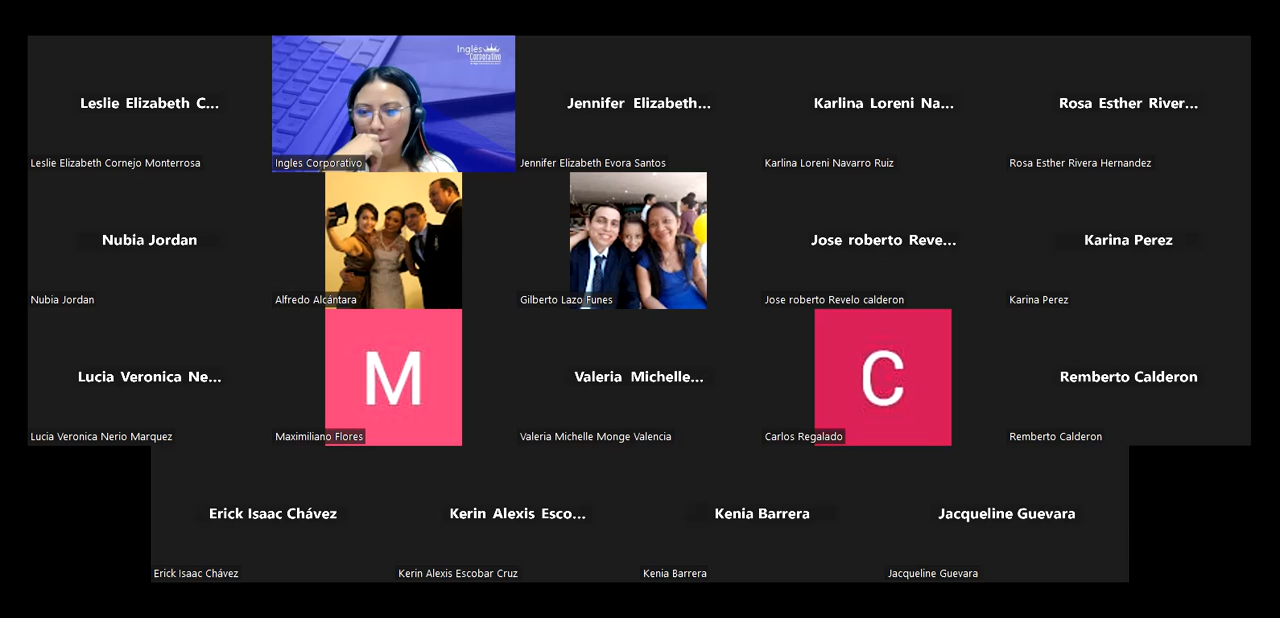 Leslie Elizabeth C...
Leslie Elizabeth Cornejo Monterrosa
Inglés
Corporativo
Ingles Corporativo
Jennifer Elizabeth...
Jennifer Elizabeth Evora Santos
Karlina Loreni Na...
Karlina Loreni Navarro Ruiz
Rosa Esther River...
Rosa Esther Rivera Hernandez
Nubia Jordan
Nubia Jordan
Alfredo Alcántara
Gilberto Lazo Funes
Jose roberto Reve...
Jose roberto Revelo calderon
Karina Perez
Karina Perez
Lucia Veronica Ne...
Lucia Veronica Nerio Marquez
M
Maximiliano Flores
Valeria Michelle...
Valeria Michelle Monge Valencia
C
Carlos Regalado
Remberto Calderon
Remberto Calderon
Erick Isaac Chávez
Erick Isaac Chávez
Kerin Alexis Esco...
Kerin Alexis Escobar Cruz
Kenia Barrera
Kenia Barrera
Jacqueline Guevara
Jacqueline Guevara